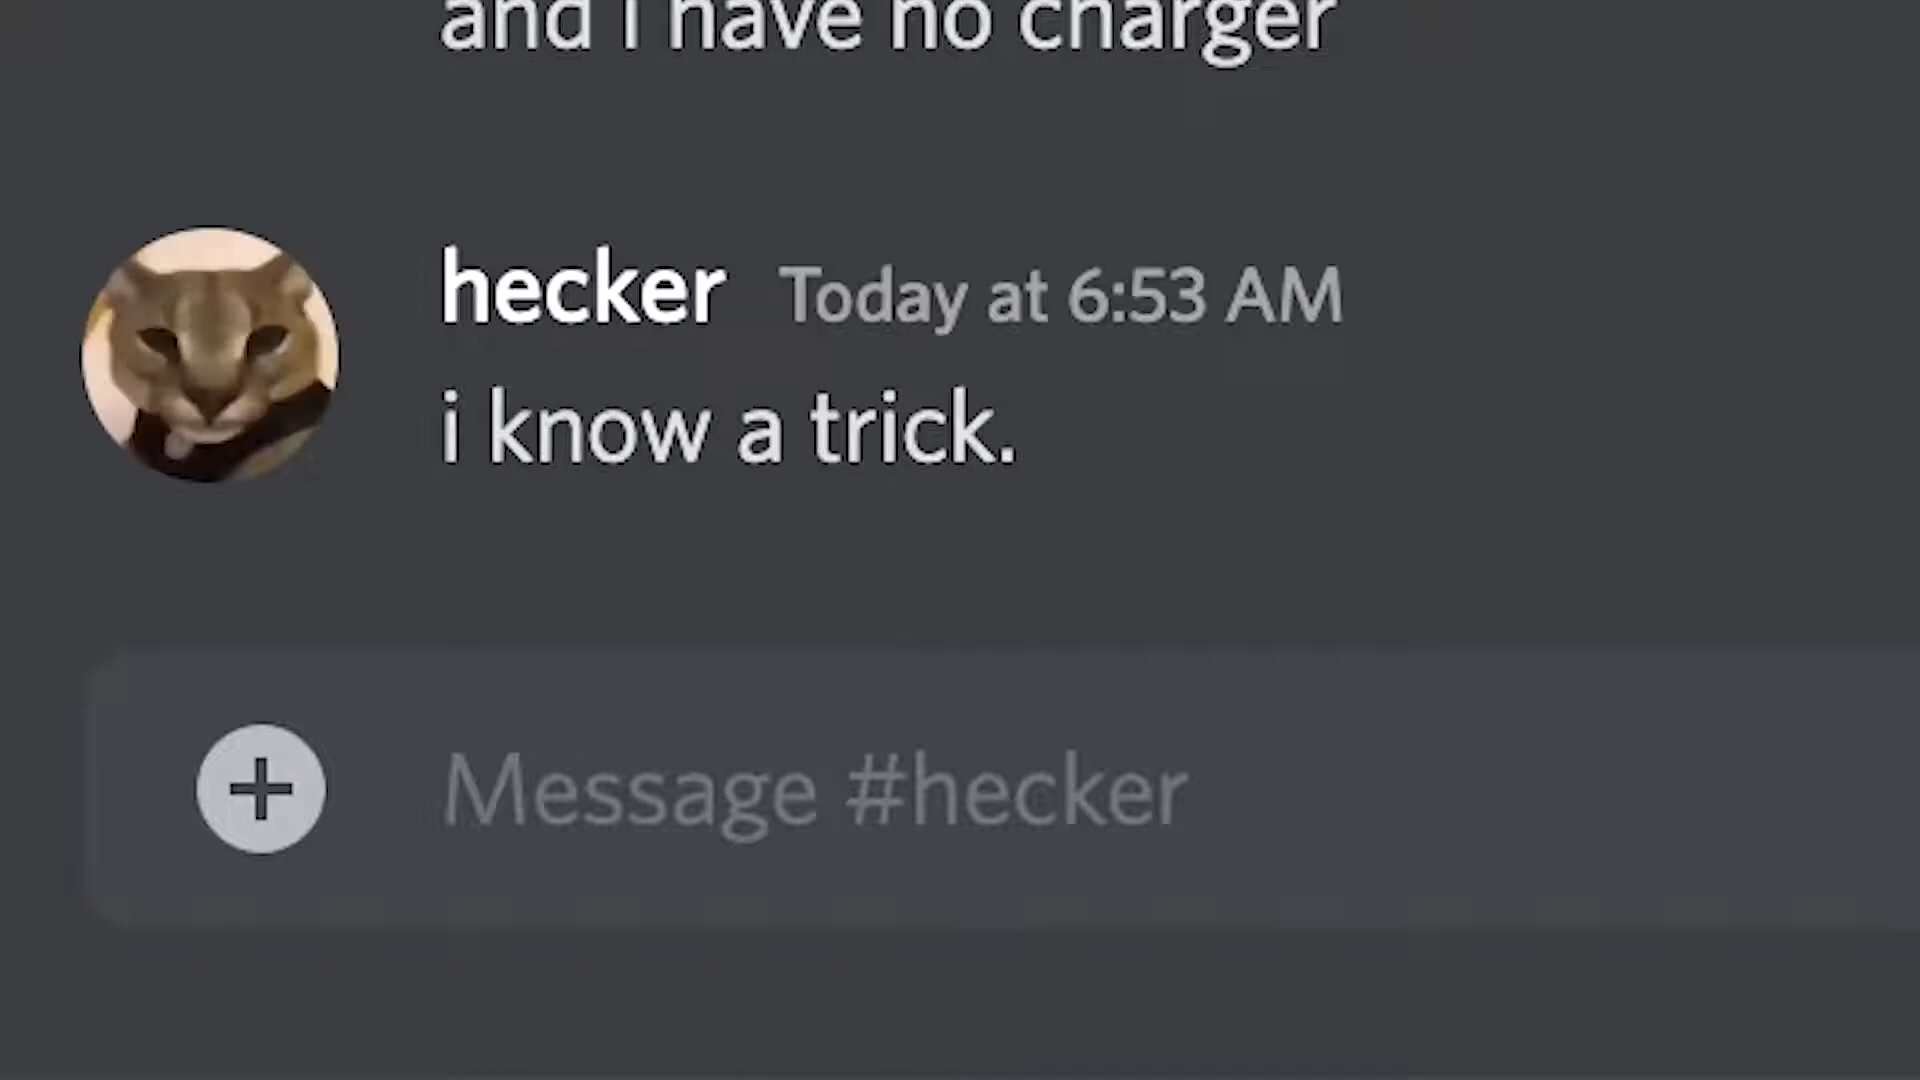 and i have no charger
hecker Today at 6:53 AM
i know a trick.
Message #hecker